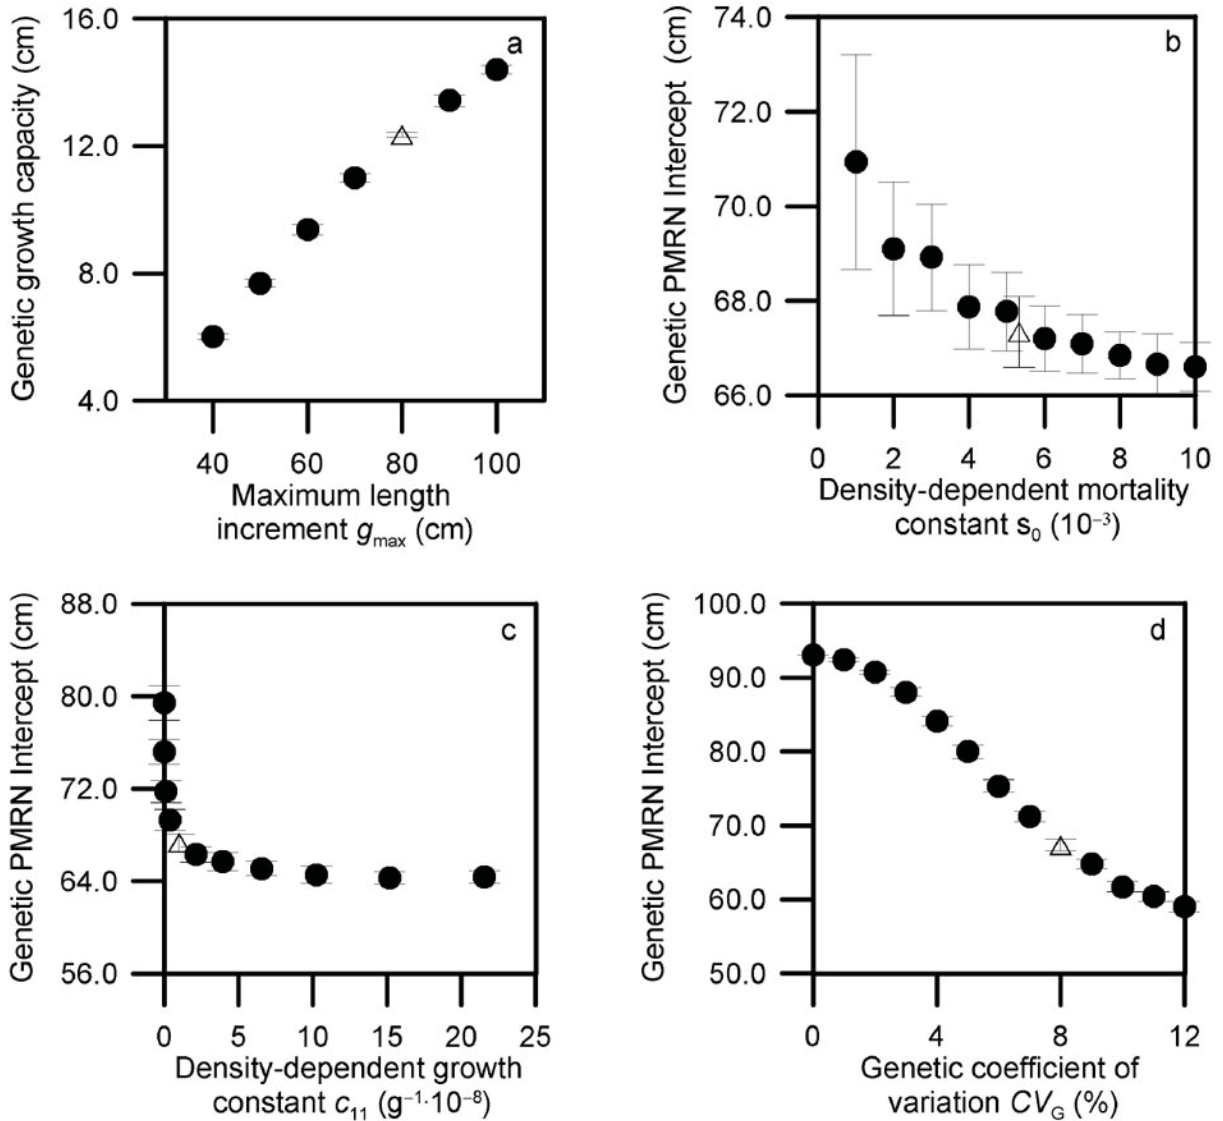 a
Genetic growth capacity (cm)
16.0
12.0
8.0
4.0
40 60 80 100
Maximum length
increment gmax (cm)
b
Genetic PMRN Intercept (cm)
74.0
72.0
70.0
68.0
66.0
0 2 4 6 8 10
Density-dependent mortality
constant s0 (10−3)
c
Genetic PMRN Intercept (cm)
88.0
80.0
72.0
64.0
56.0
0 5 10 15 20 25
Density-dependent growth
constant c11 (g−1·10−8)
d
Genetic PMRN Intercept (cm)
100.0
90.0
80.0
70.0
60.0
50.0
0 4 8 12
Genetic coefficient of
variation CVG (%)